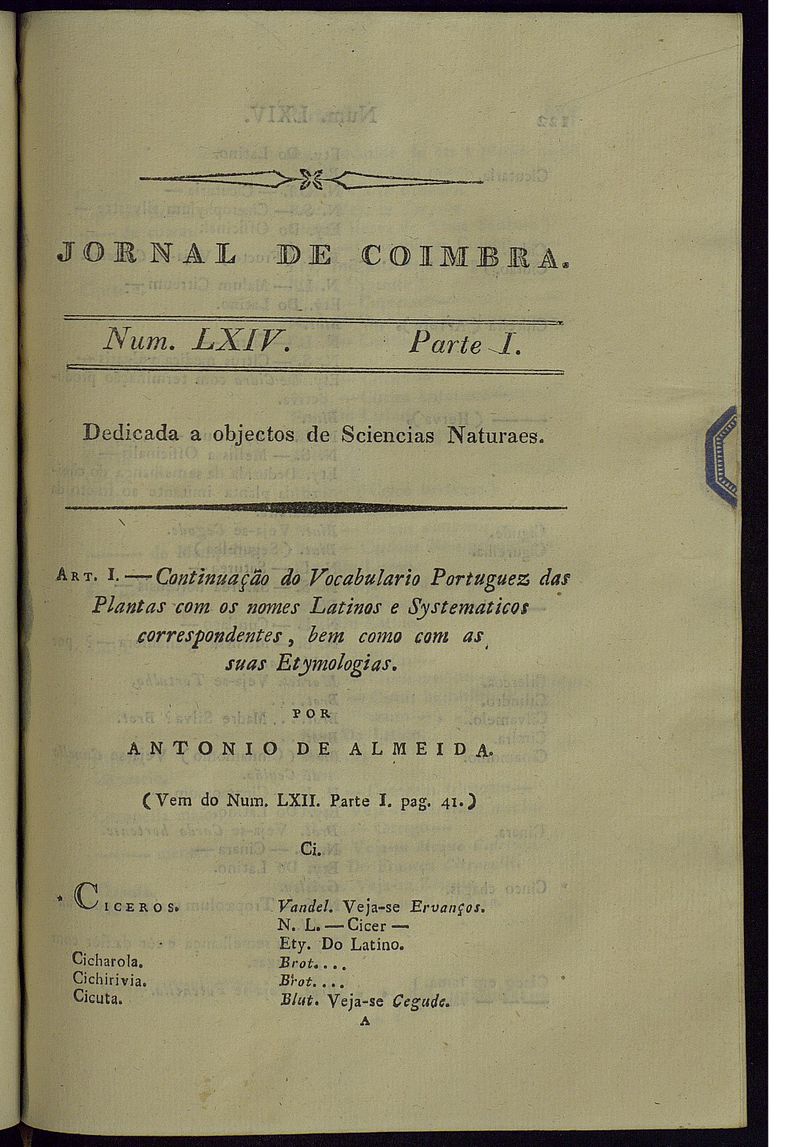 JORNAL DE COIMBRA.
Num. LXIV. Parte I.
Dedicada a objectos de Sciencias Naturaes.
ART. I. — Continuação do Vocabulario Portuguez das
Plantas com os nomes Latinos e Systematicos
correspondentes, bem como com as
suas Etymologias.
POR
ANTONIO DE ALMEIDA.
(Vem do Num. LXII. Parte I. pag. 41.)
Ci.
* CICEROS. Vandel. Veja-se Ervanços.
N. L. — Cicer —
Ety. Do Latino.
Cicharola. Brot....
Cichirivia. Brot....
Cicuta. Blut. Veja-se Cegude.
A